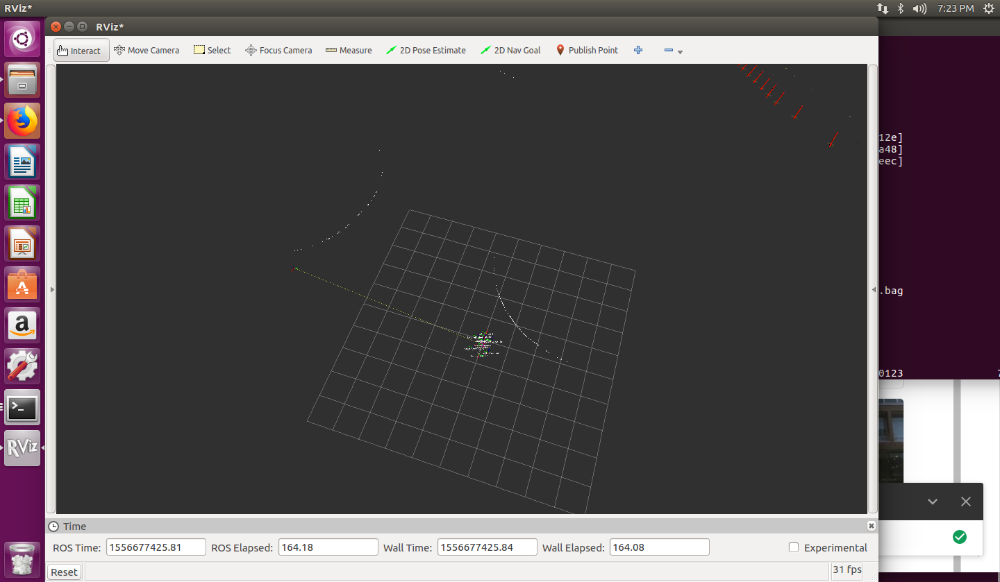 RViz*
7:23 PM
RViz*
Interact
Move Camera
Select
Focus Camera
Measure
2D Pose Estimate
2D Nav Goal
Publish Point
12e]
a48]
eec]
.bag
0123
7
a
>_
RViz
Time
ROS Time: 1556677425.81 ROS Elapsed: 164.18 Wall Time: 1556677425.84 Wall Elapsed: 164.08 Experimental
Reset
31 fps